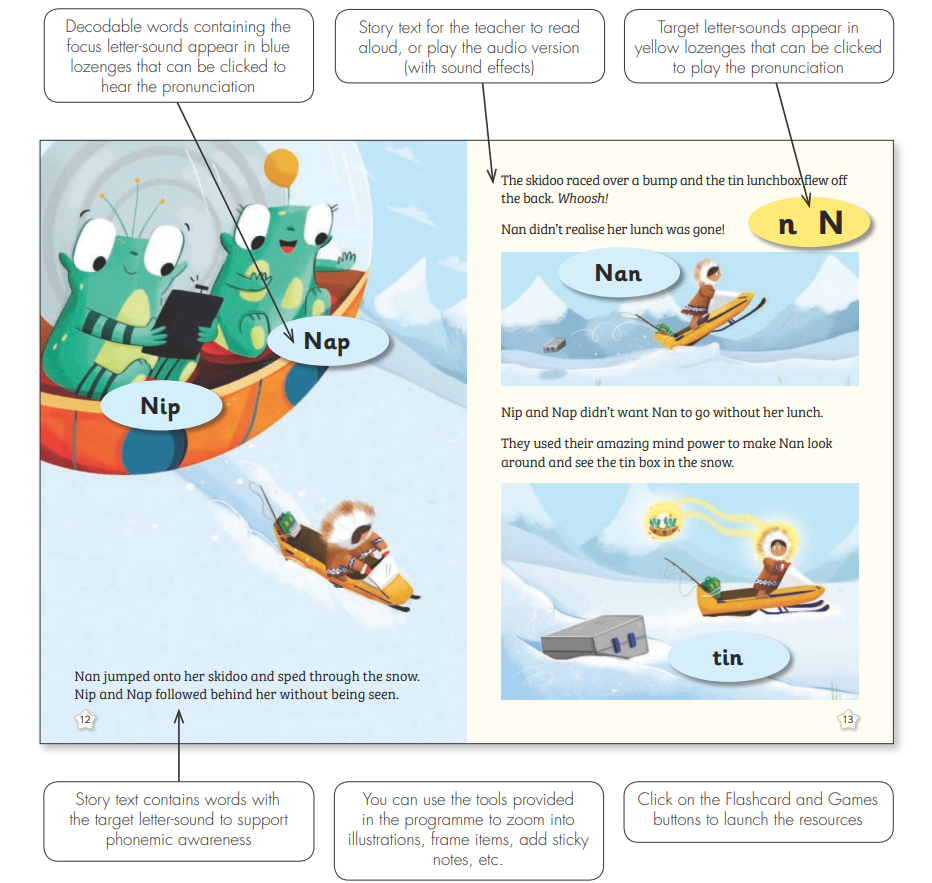 Decodable words containing the
focus letter-sound appear in blue
lozenges that can be clicked to
hear the pronunciation
Story text for the teacher to read
aloud, or play the audio version
(with sound effects)
Target letter-sounds appear in
yellow lozenges that can be clicked
to play the pronunciation
Nap
Nip
Nan jumped onto her skidoo and sped through the snow.
Nip and Nap followed behind her without being seen.
12
The skidoo raced over a bump and the tin lunchbox flew off
the back. Whoosh!
n N
Nan didn't realise her lunch was gone!
Nan
Nip and Nap didn't want Nan to go without her lunch.
They used their amazing mind power to make Nan look
around and see the tin box in the snow.
tin
13
Story text contains words with
the target letter-sound to support
phonemic awareness
You can use the tools provided
in the programme to zoom into
illustrations, frame items, add sticky
notes, etc.
Click on the Flashcard and Games
buttons to launch the resources